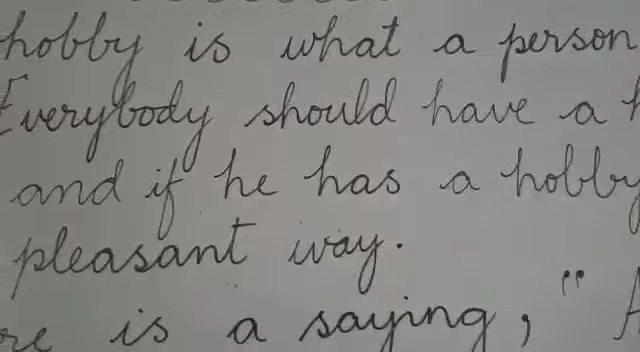 hobby is what a person
Everybody should have a
and if he has a hobby
pleasant way.
is a saying, "